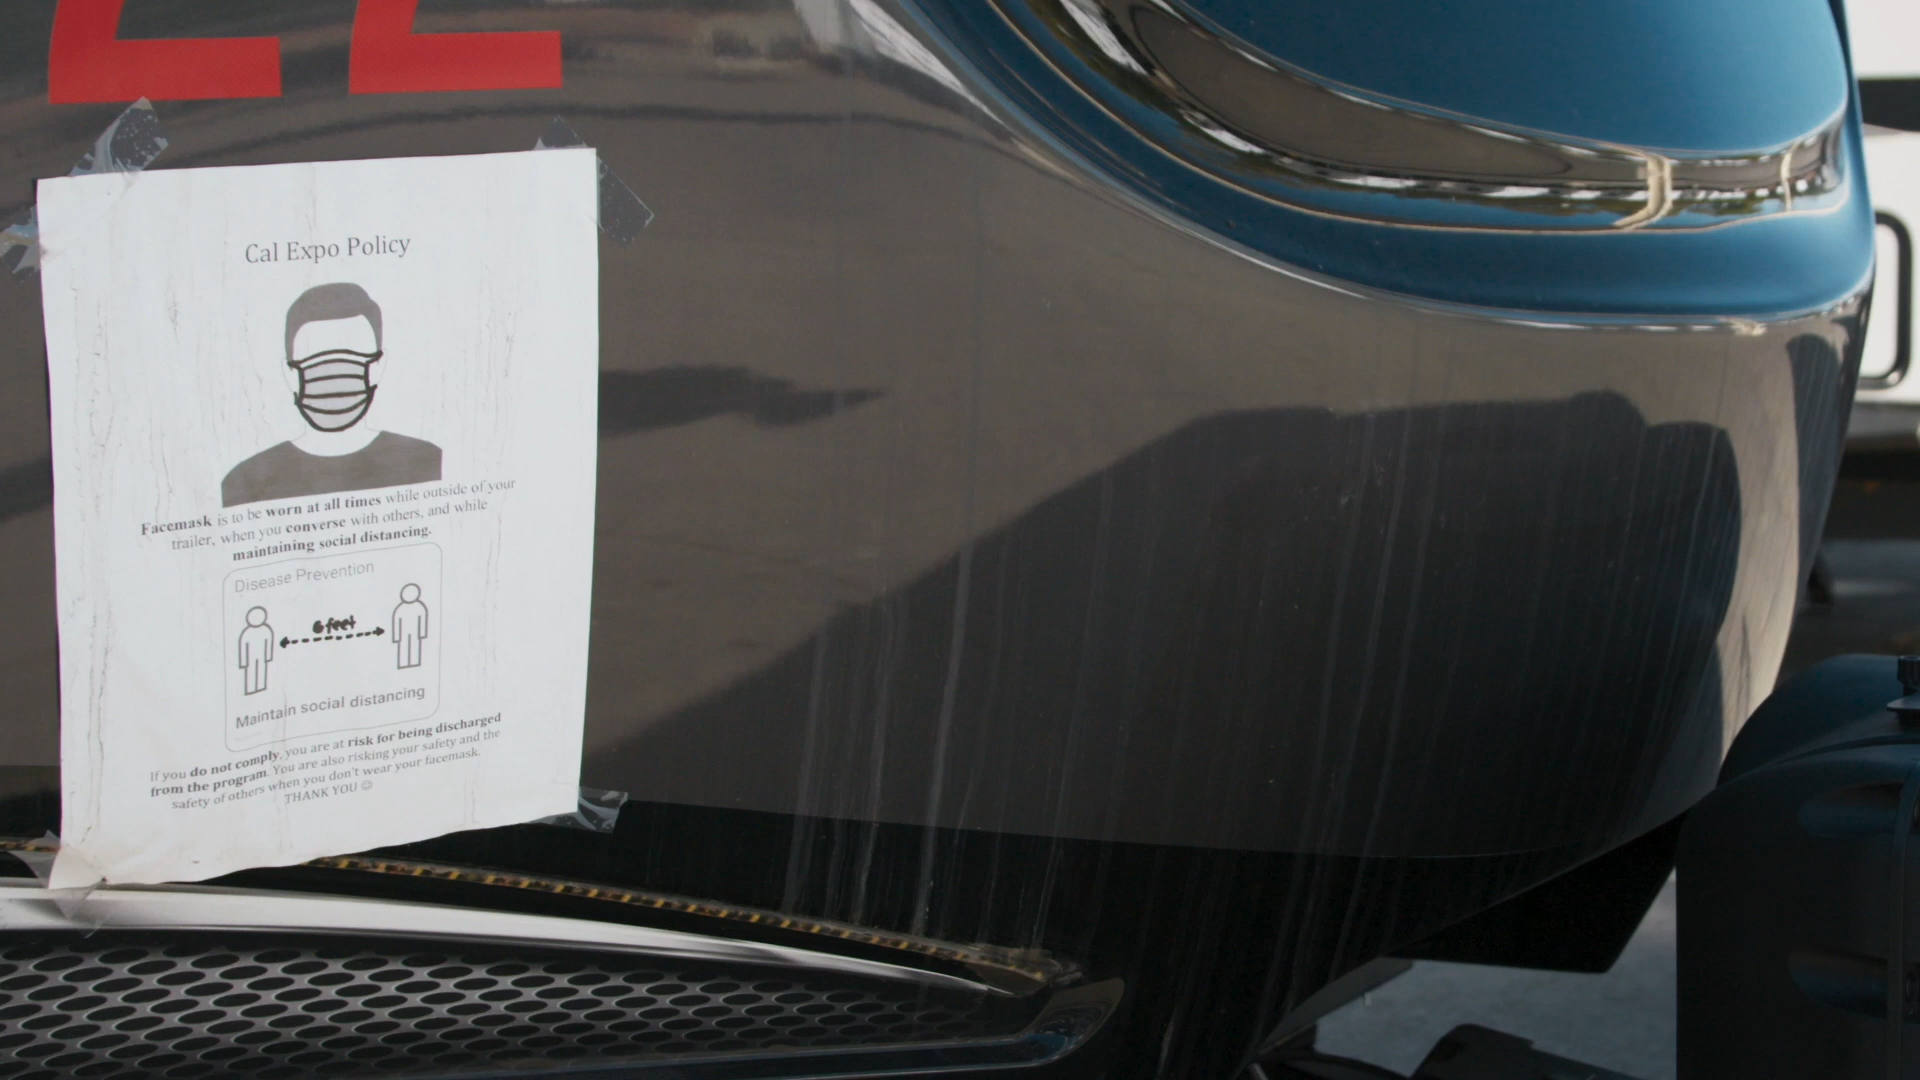 Cal Expo Policy
Facemask is to be worn at all times while outside of your
trailer, when you converse with others, and while
maintaining social distancing.
Disease Prevention
6 feet
Maintain social distancing
If you do not comply, you are at risk for being discharged
from the program. You are also risking your safety and the
safety of others when you don't wear your facemask.
THANK YOU ☺